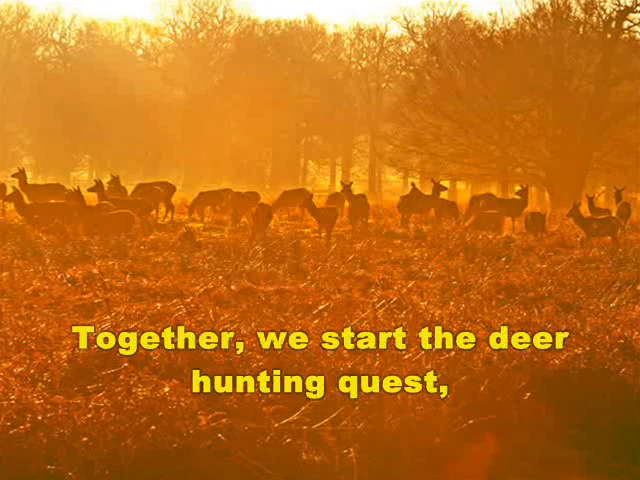 Together, we start the deer
hunting quest,